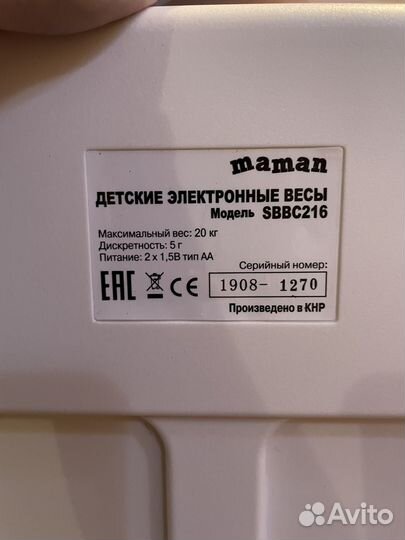 maman
ДЕТСКИЕ ЭЛЕКТРОННЫЕ ВЕСЫ
Модель SBBC216
Максимальный вес: 20 кг
Дискретность: 5 г
Питание: 2 x 1,5В тип АА
Серийный номер:
EAC CE 1908- 1270
Произведено в КНР
Avito